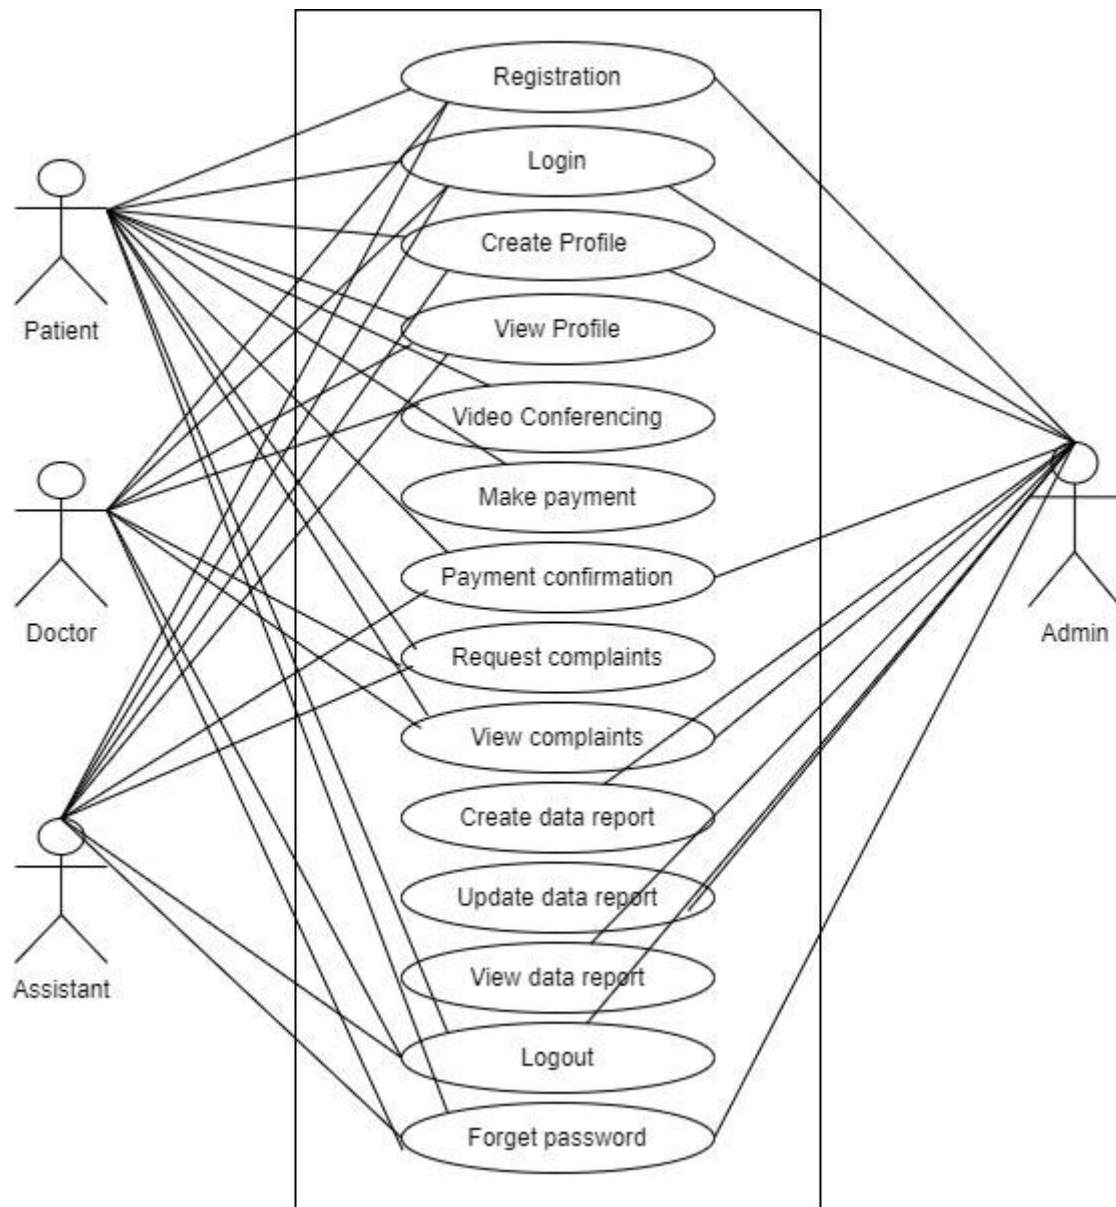 Registration
Login
Create Profile
View Profile
Video Conferencing
Make payment
Payment confirmation
Request complaints
View complaints
Create data report
Update data report
View data report
Logout
Forget password
Patient
Doctor
Assistant
Admin